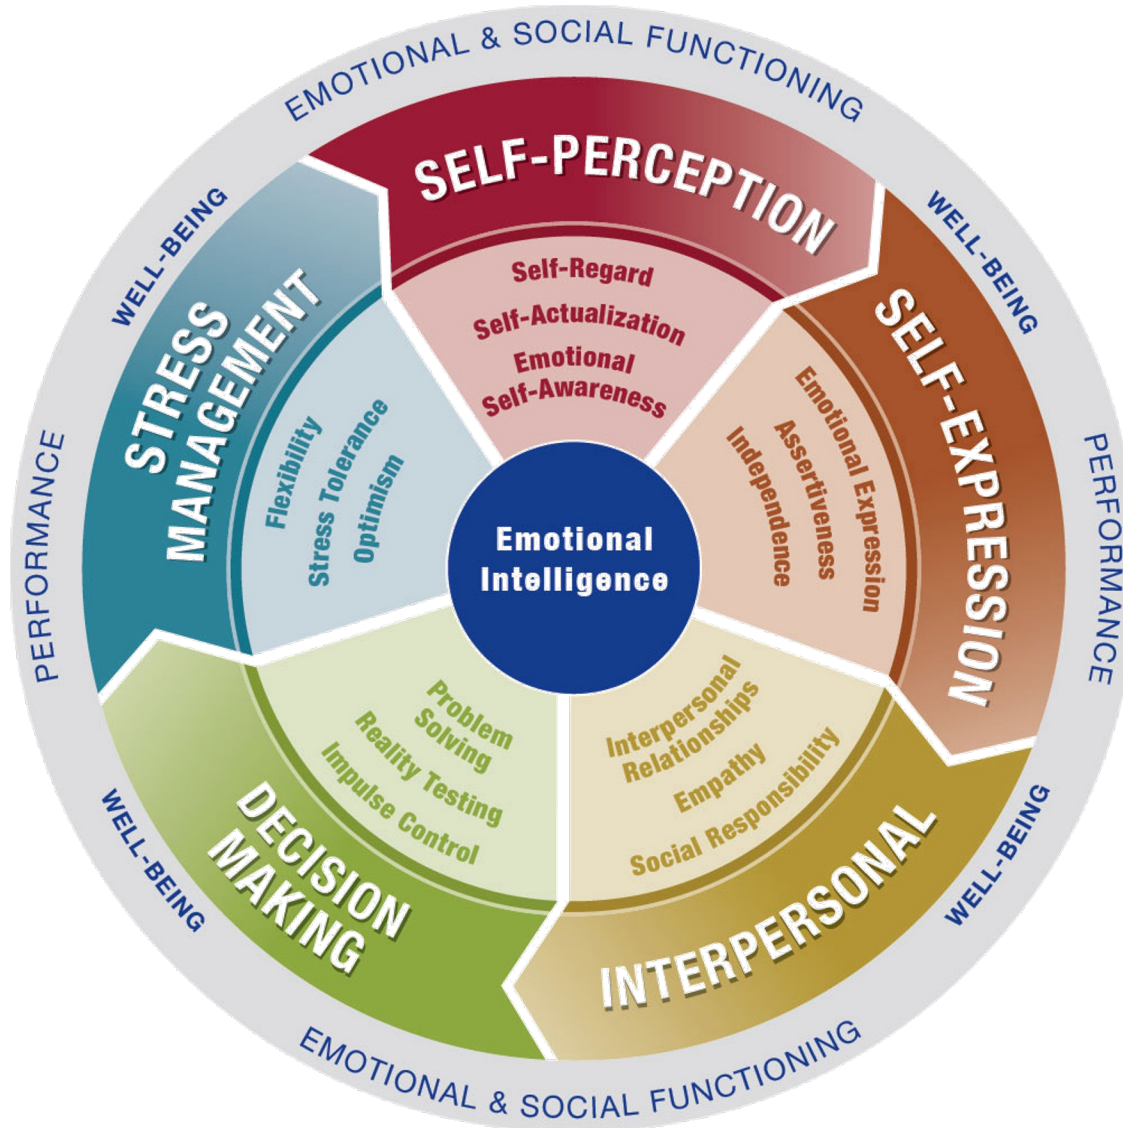 EMOTIONAL & SOCIAL FUNCTIONING
WELL-BEING
PERFORMANCE
WELL-BEING
EMOTIONAL & SOCIAL FUNCTIONING
WELL-BEING
PERFORMANCE
WELL-BEING
SELF-PERCEPTION
Self-Regard
Self-Actualization
Emotional
Self-Awareness
SELF-EXPRESSION
Emotional Expression
Assertiveness
Independence
INTERPERSONAL
Interpersonal
Relationships
Empathy
Social Responsibility
DECISION
MAKING
Problem
Solving
Reality Testing
Impulse Control
STRESS
MANAGEMENT
Flexibility
Stress Tolerance
Optimism
Emotional
Intelligence